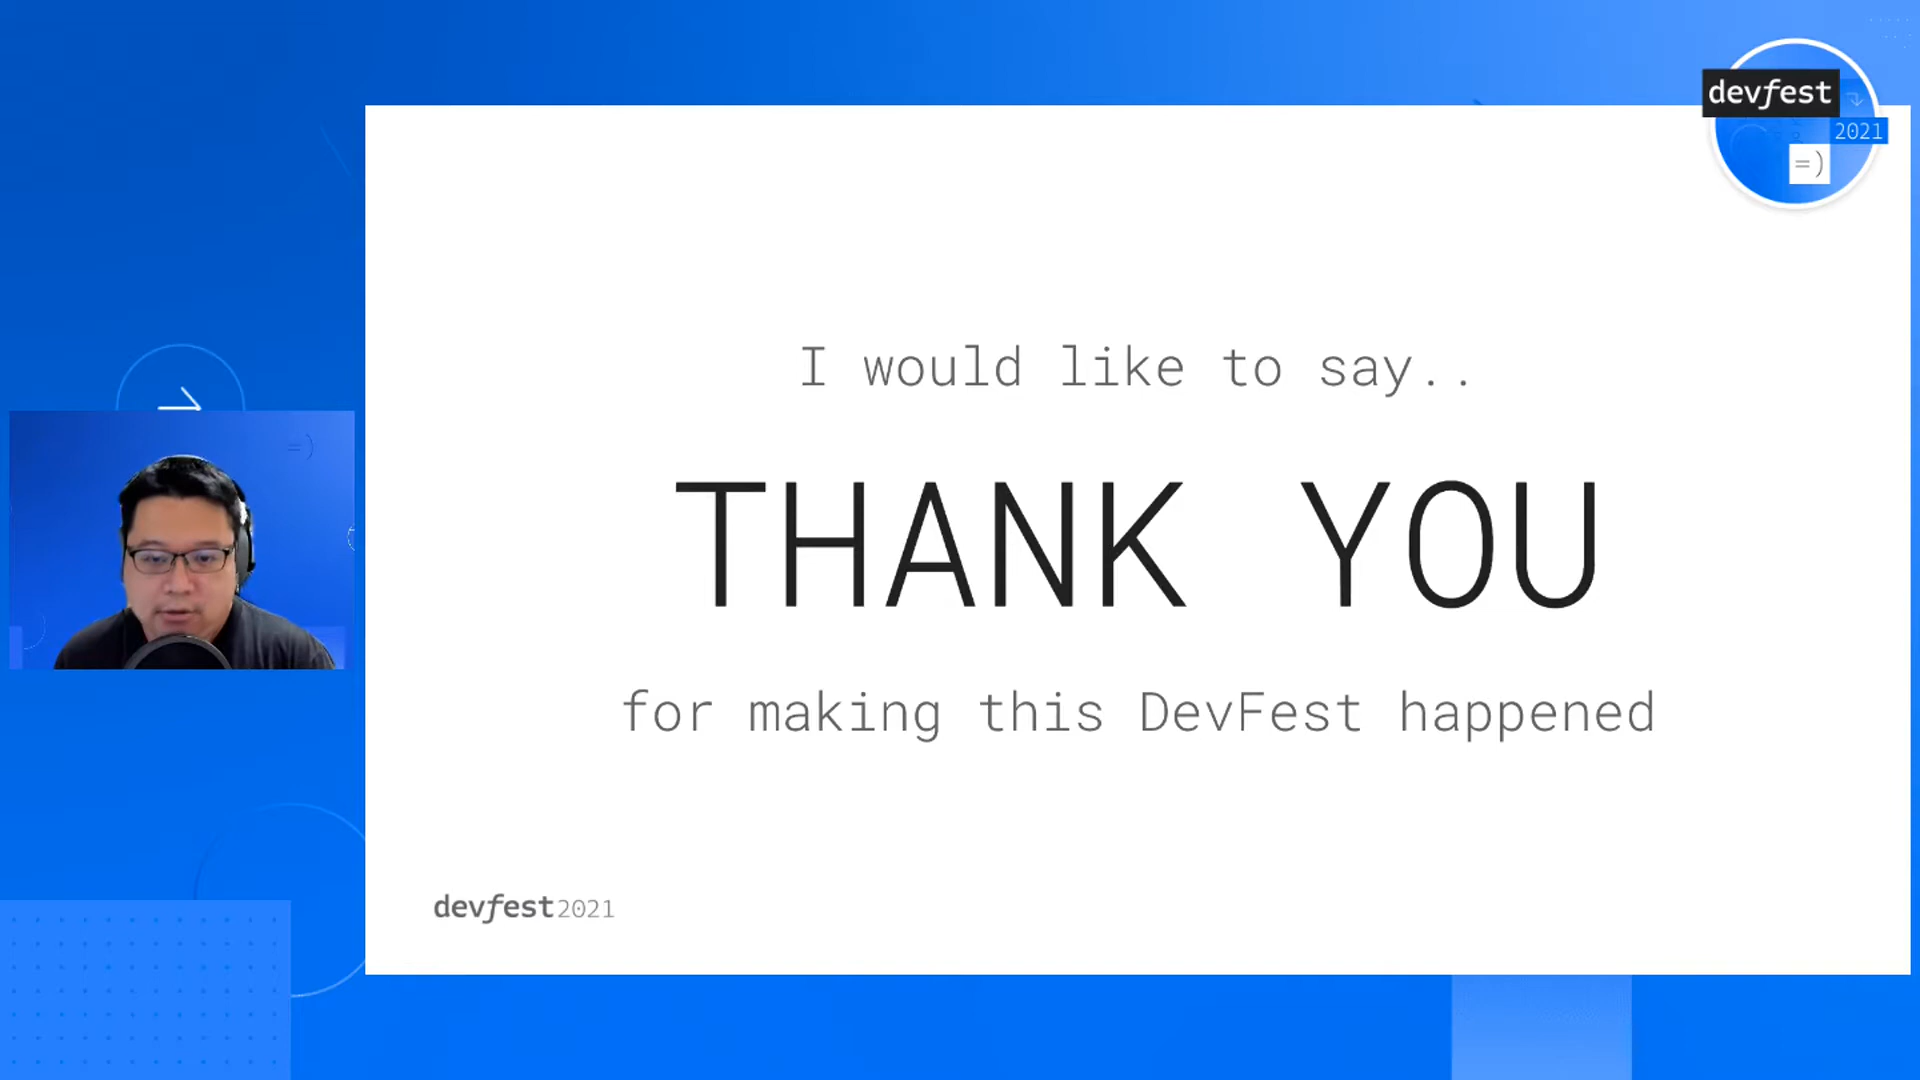 devfest
2021
=)
I would like to say..
THANK YOU
for making this DevFest happened
devfest2021
=)